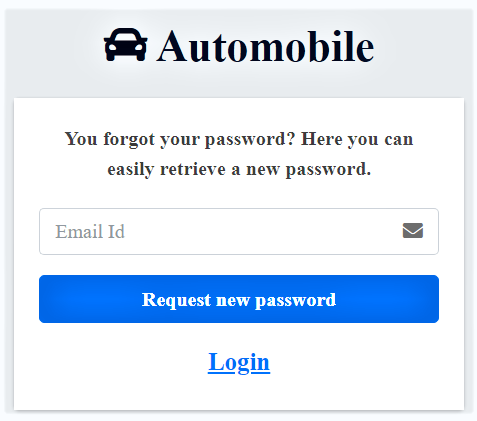 Automobile
You forgot your password? Here you can
easily retrieve a new password.
Email Id
Request new password
Login